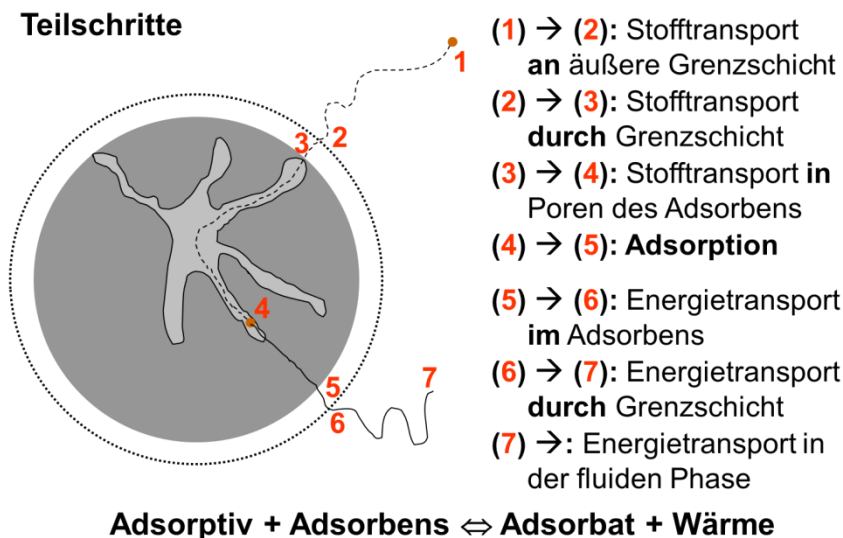 Teilschritte
(1) → (2): Stofftransport
an äußere Grenzschicht
(2) → (3): Stofftransport
durch Grenzschicht
(3) → (4): Stofftransport in
Poren des Adsorbens
(4) → (5): Adsorption
(5) → (6): Energietransport
im Adsorbens
(6) → (7): Energietransport
durch Grenzschicht
(7) →: Energietransport in
der fluiden Phase
1
2
3
4
5
6
7
Adsorptiv + Adsorbens ⇔ Adsorbat + Wärme